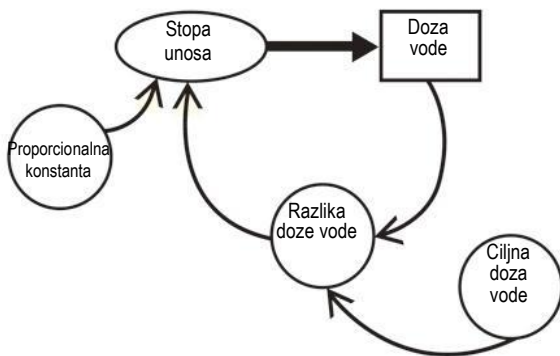 Stopa
unosa
Doza
vode
Proporcionalna
konstanta
Razlika
doze vode
Ciljna
doza
vode